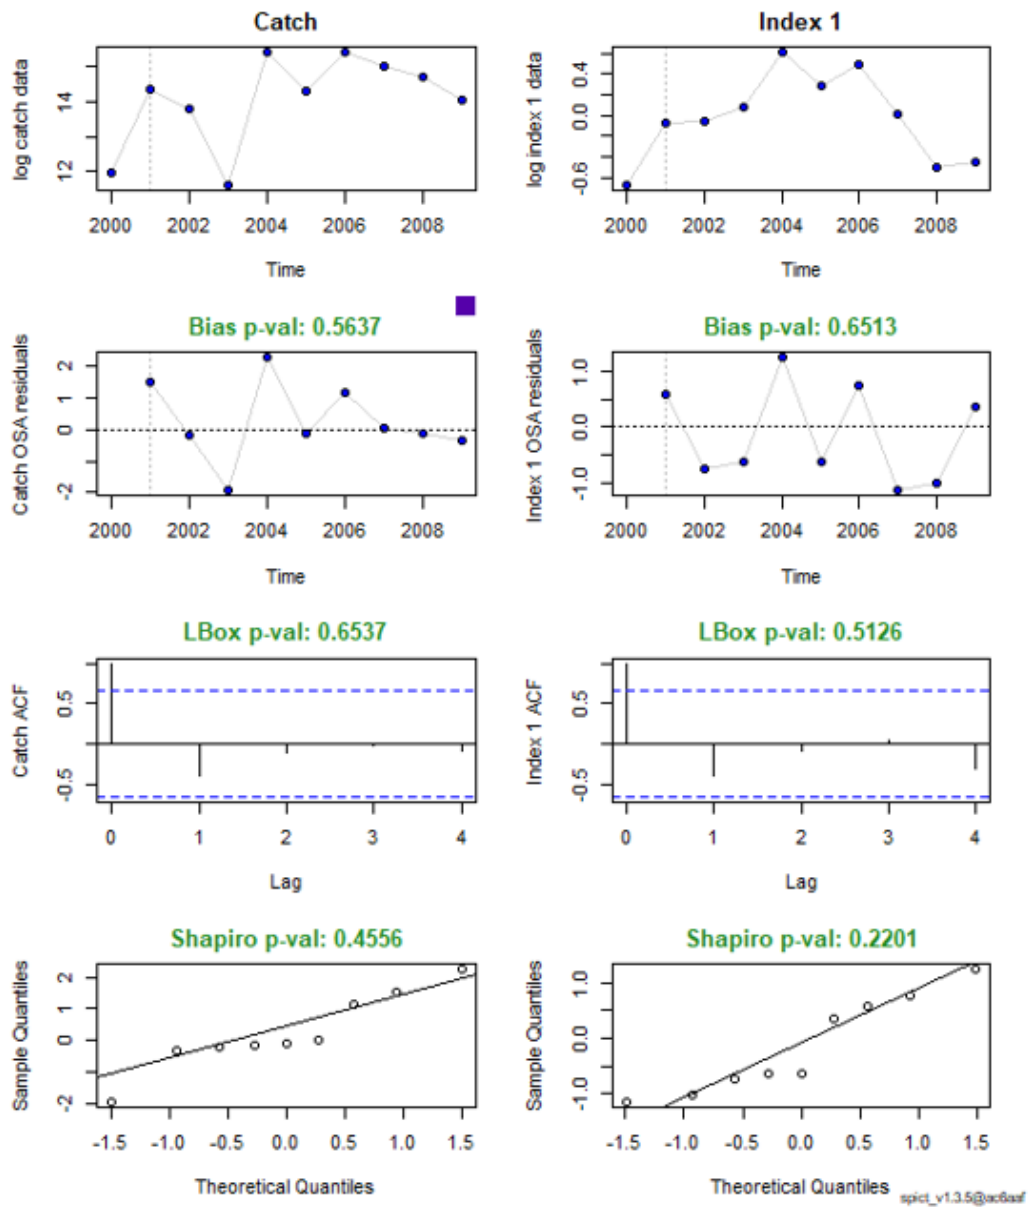 Catch
log catch data
12 14
2000 2002 2004 2006 2008
Time
Index 1
log index 1 data
-0.6 0.0 0.4
2000 2002 2004 2006 2008
Time
Bias p-val: 0.5637
Catch OSA residuals
-2 0 1 2
2000 2002 2004 2006 2008
Time
Bias p-val: 0.6513
Index 1 OSA residuals
-1.0 0.0 1.0
2000 2002 2004 2006 2008
Time
LBox p-val: 0.6537
Catch ACF
-0.5 0.5
0 1 2 3 4
Lag
LBox p-val: 0.5126
Index 1 ACF
-0.5 0.5
0 1 2 3 4
Lag
Shapiro p-val: 0.4556
Sample Quantiles
-2 0 1 2
-1.5 -1.0 -0.5 0.0 0.5 1.0 1.5
Theoretical Quantiles
Shapiro p-val: 0.2201
Sample Quantiles
-1.0 0.0 1.0
-1.5 -1.0 -0.5 0.0 0.5 1.0 1.5
Theoretical Quantiles
spict_v1.3.5@ac6aaf